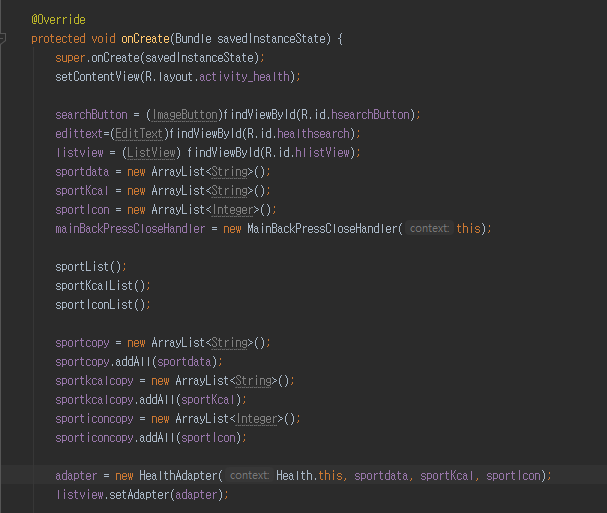 @Override
protected void onCreate(Bundle savedInstanceState) {
super.onCreate(savedInstanceState);
setContentView(R.layout.activity_health);
searchButton = (ImageButton)findViewById(R.id.hsearchButton);
edittext=(EditText)findViewById(R.id.healthsearch);
listview = (ListView) findViewById(R.id.hlistView);
sportdata = new ArrayList<String>();
sportKcal = new ArrayList<String>();
sportIcon = new ArrayList<Integer>();
mainBackPressCloseHandler = new MainBackPressCloseHandler( context: this);
sportList();
sportKcalList();
sportIconList();
sportcopy = new ArrayList<String>();
sportcopy.addAll(sportdata);
sportkcalcopy = new ArrayList<String>();
sportkcalcopy.addAll(sportKcal);
sporticoncopy = new ArrayList<Integer>();
sporticoncopy.addAll(sportIcon);
adapter = new HealthAdapter( context: Health.this, sportdata, sportKcal, sportIcon);
listview.setAdapter(adapter);